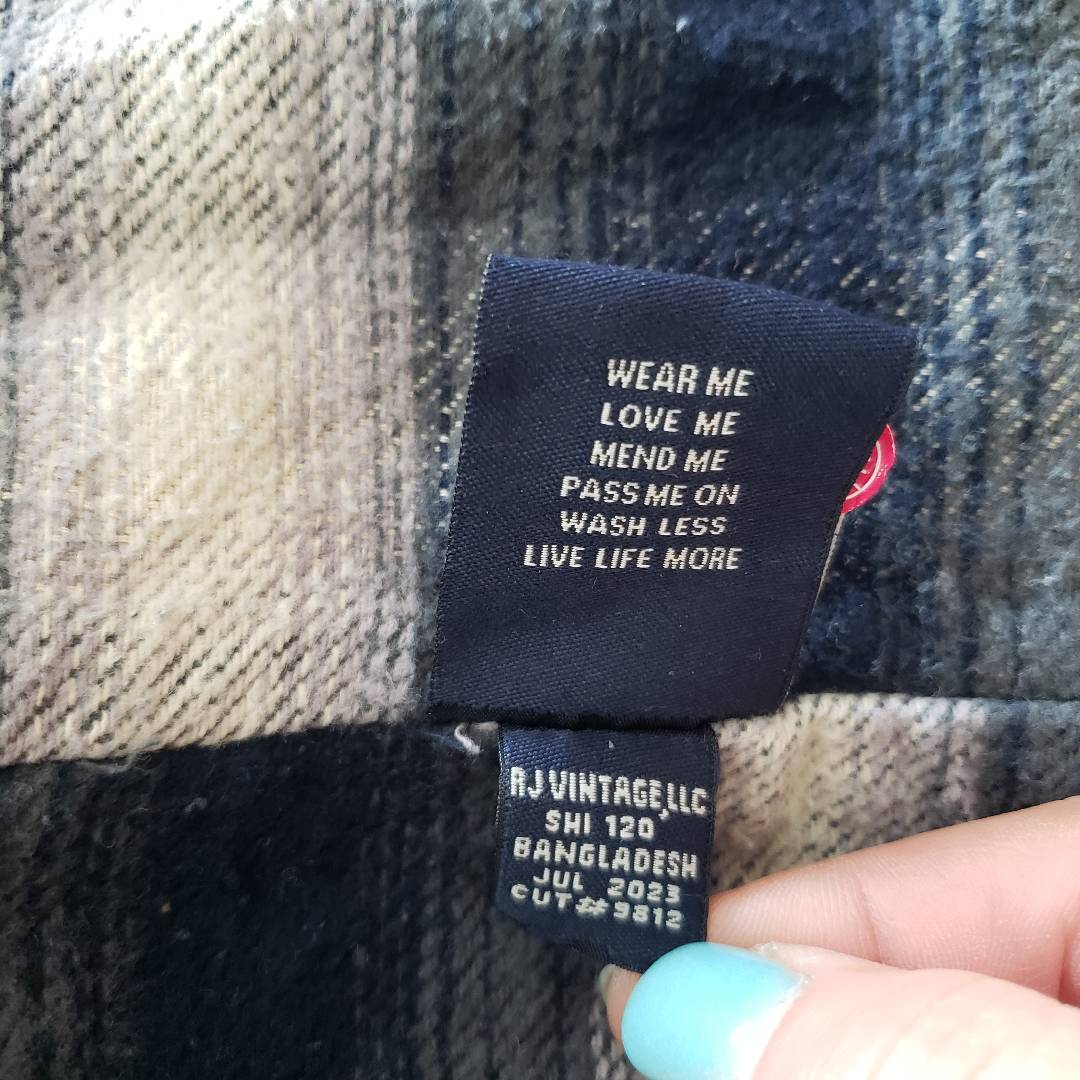 WEAR ME
LOVE ME
MEND ME
PASS ME ON
WASH LESS
LIVE LIFE MORE
RJ VINTAGE, LLC
SHI 120
BANGLADESH
JUL 2023
CUT# 9812